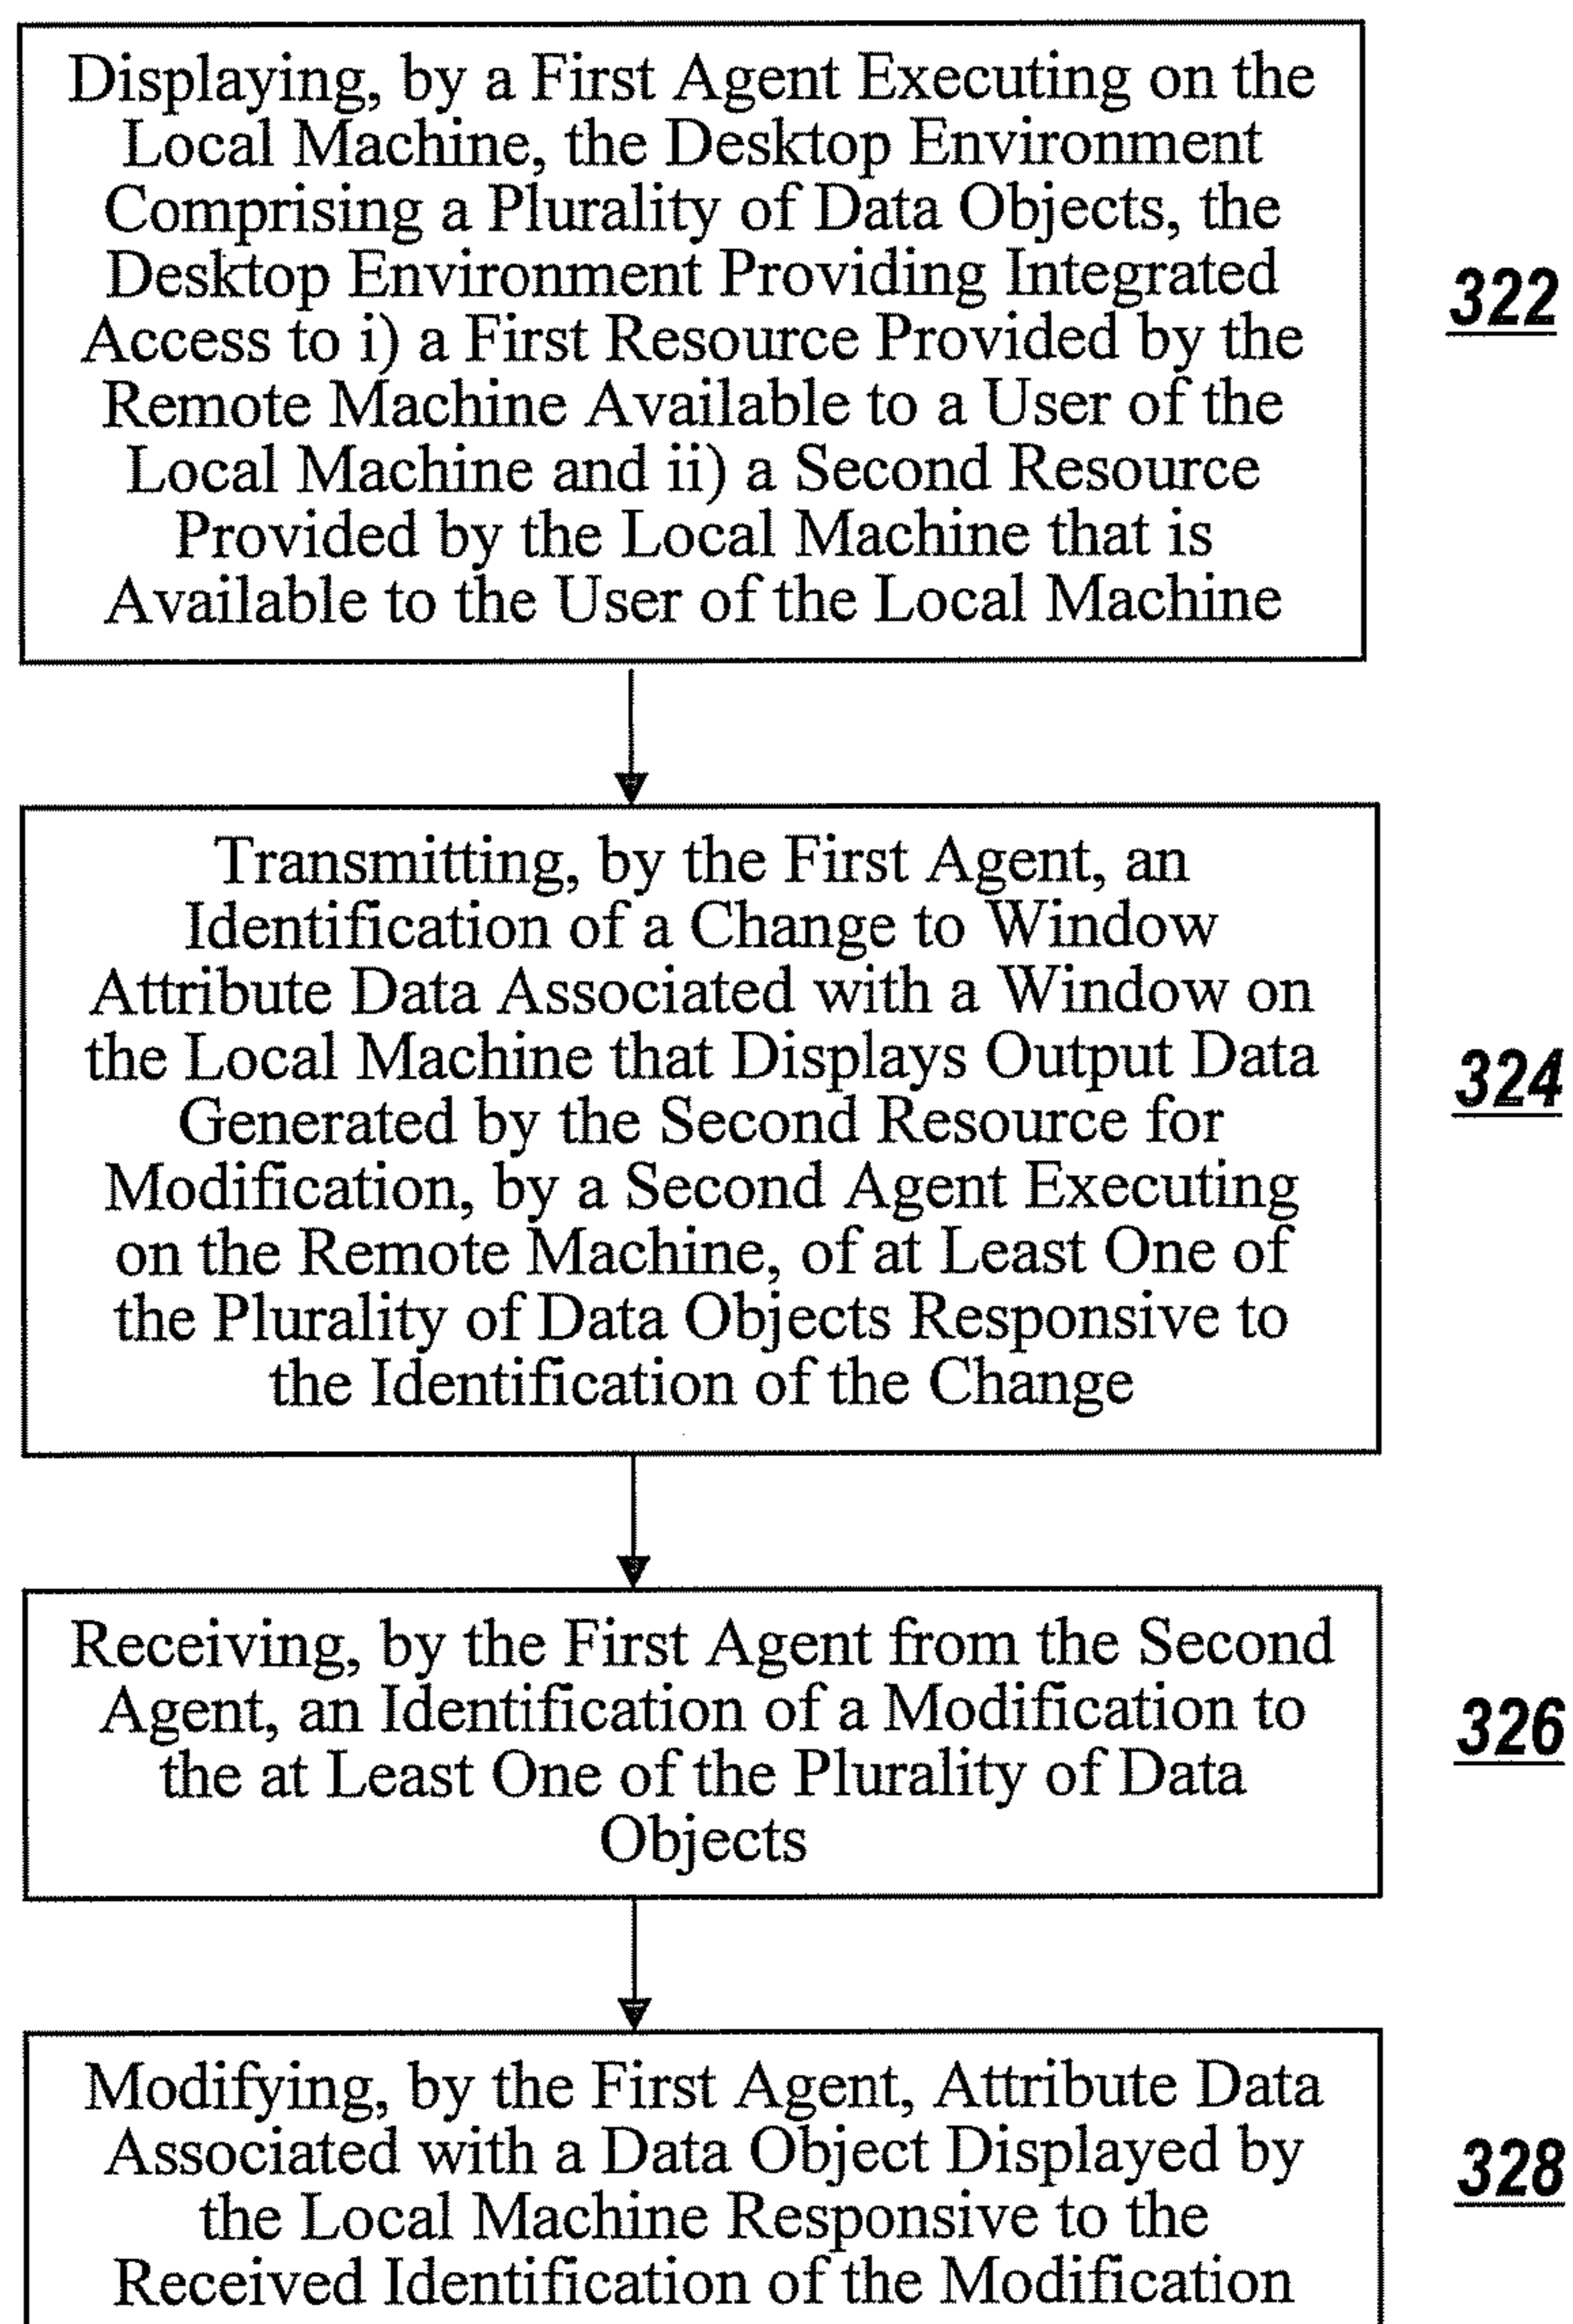 Displaying, by a First Agent Executing on the
Local Machine, the Desktop Environment
Comprising a Plurality of Data Objects, the
Desktop Environment Providing Integrated
Access to i) a First Resource Provided by the
Remote Machine Available to a User of the
Local Machine and ii) a Second Resource
Provided by the Local Machine that is
Available to the User of the Local Machine
322
Transmitting, by the First Agent, an
Identification of a Change to Window
Attribute Data Associated with a Window on
the Local Machine that Displays Output Data
Generated by the Second Resource for
Modification, by a Second Agent Executing
on the Remote Machine, of at Least One of
the Plurality of Data Objects Responsive to
the Identification of the Change
324
Receiving, by the First Agent from the Second
Agent, an Identification of a Modification to
the at Least One of the Plurality of Data
Objects
326
Modifying, by the First Agent, Attribute Data
Associated with a Data Object Displayed by
the Local Machine Responsive to the
Received Identification of the Modification
328